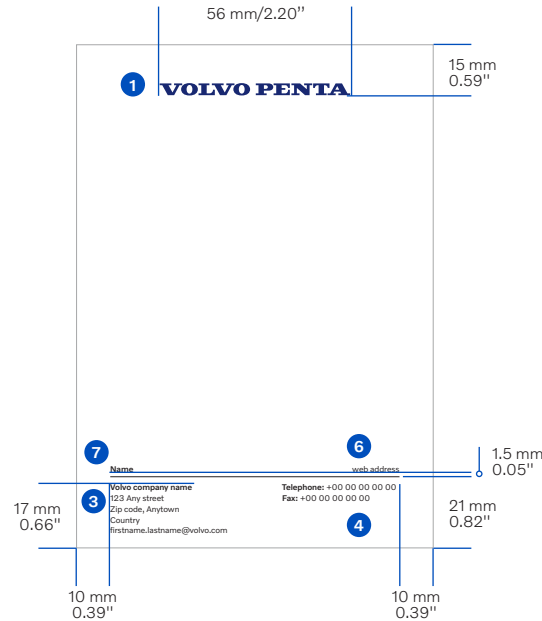 56 mm/2.20''
15 mm
0.59''
1
VOLVO PENTA
7
6
Name
web address
1.5 mm
0.05''
3
Volvo company name
123 Any street
Zip code, Anytown
Country
firstname.lastname@volvo.com
Telephone: +00 00 00 00 00
Fax: +00 00 00 00 00
4
17 mm
0.66''
21 mm
0.82''
10 mm
0.39''
10 mm
0.39''